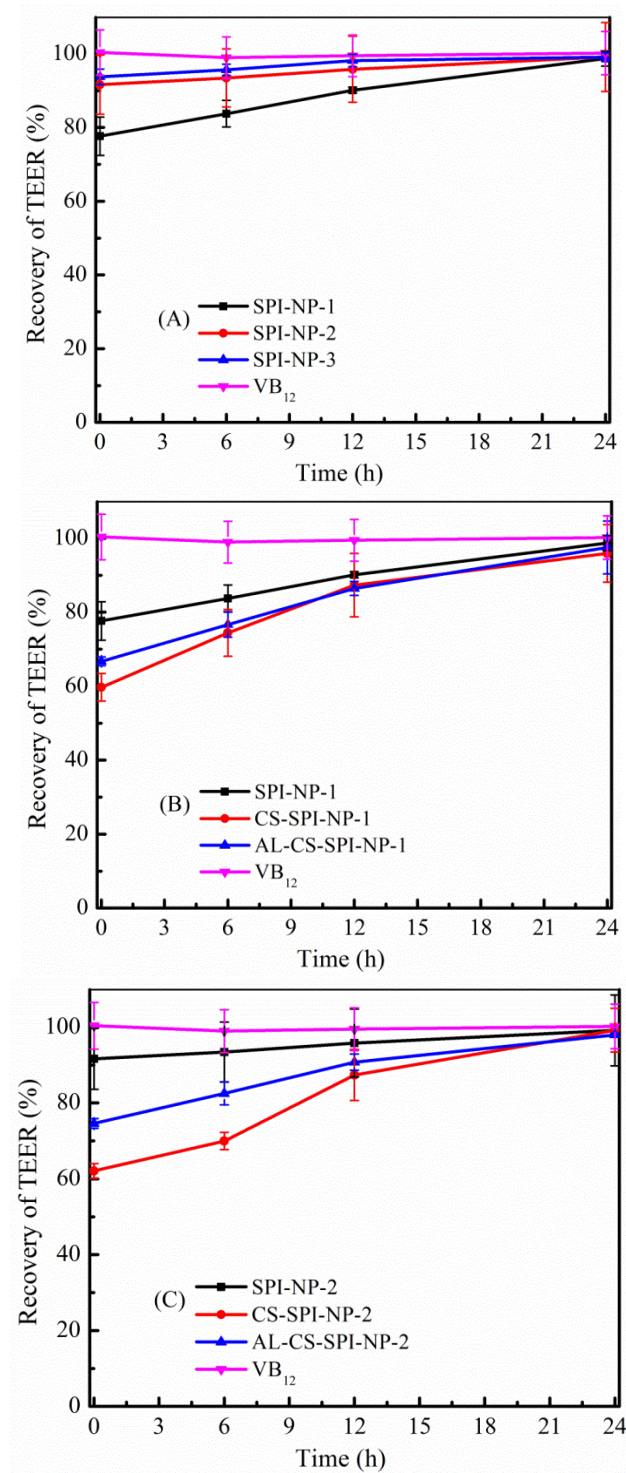 100
80
60
40
20
0
Recovery of TEER (%)
(A)
SPI-NP-1
SPI-NP-2
SPI-NP-3
VB₁₂
0 3 6 9 12 15 18 21 24
Time (h)
100
80
60
40
20
0
Recovery of TEER (%)
(B)
SPI-NP-1
CS-SPI-NP-1
AL-CS-SPI-NP-1
VB₁₂
0 3 6 9 12 15 18 21 24
Time (h)
100
80
60
40
20
0
Recovery of TEER (%)
(C)
SPI-NP-2
CS-SPI-NP-2
AL-CS-SPI-NP-2
VB₁₂
0 3 6 9 12 15 18 21 24
Time (h)